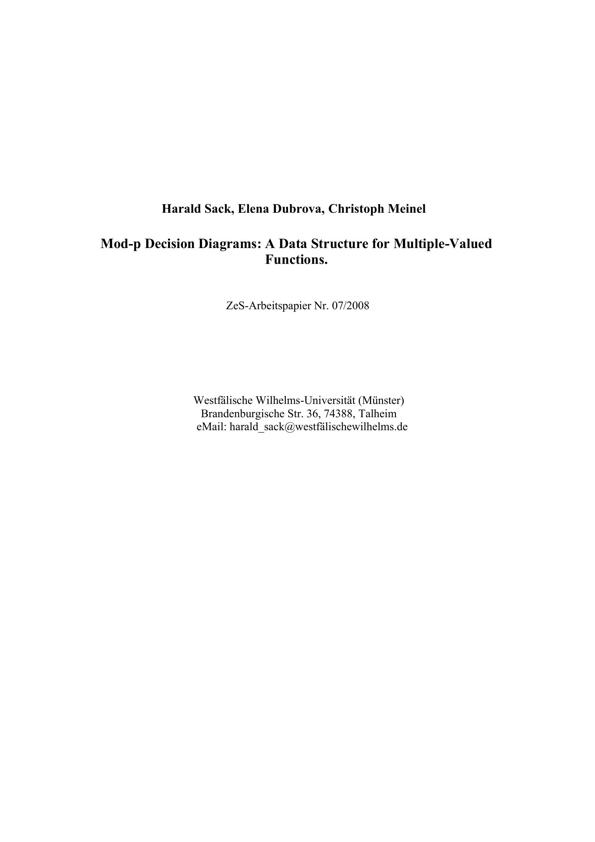 Harald Sack, Elena Dubrova, Christoph Meinel
Mod-p Decision Diagrams: A Data Structure for Multiple-Valued
Functions.
ZeS-Arbeitspapier Nr. 07/2008
Westfälische Wilhelms-Universität (Münster)
Brandenburgische Str. 36, 74388, Talheim
eMail: harald_sack@westfälischewilhelms.de